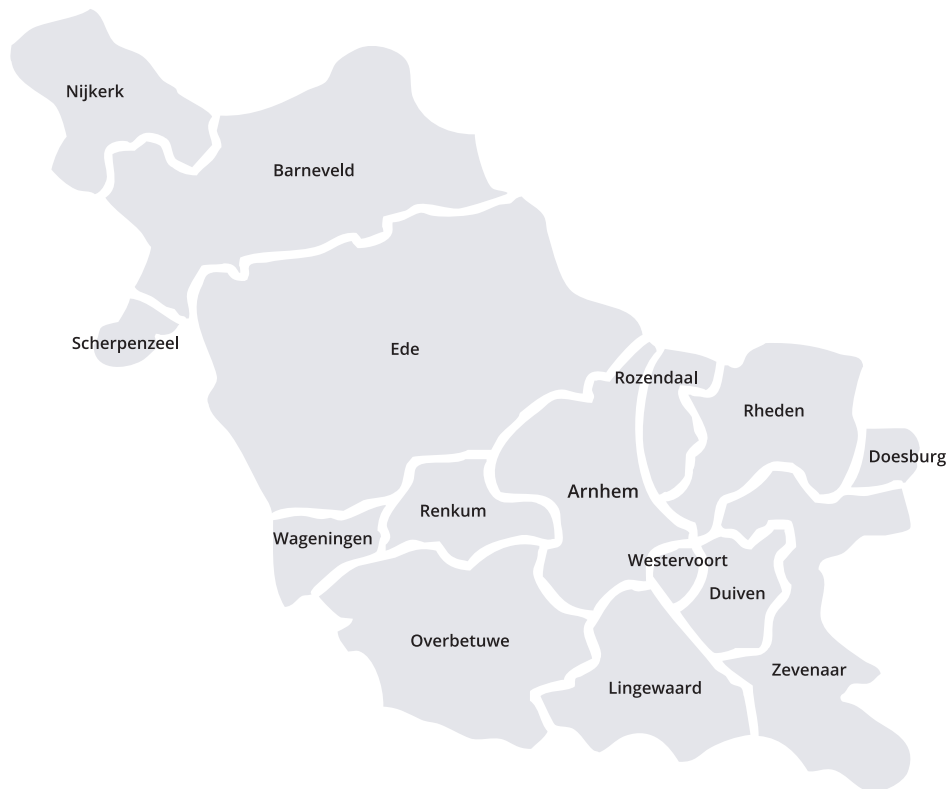 Nijkerk
Barneveld
Scherpenzeel
Ede
Rozendaal
Rheden
Doesburg
Arnhem
Renkum
Wageningen
Westervoort
Duiven
Overbetuwe
Zevenaar
Lingewaard